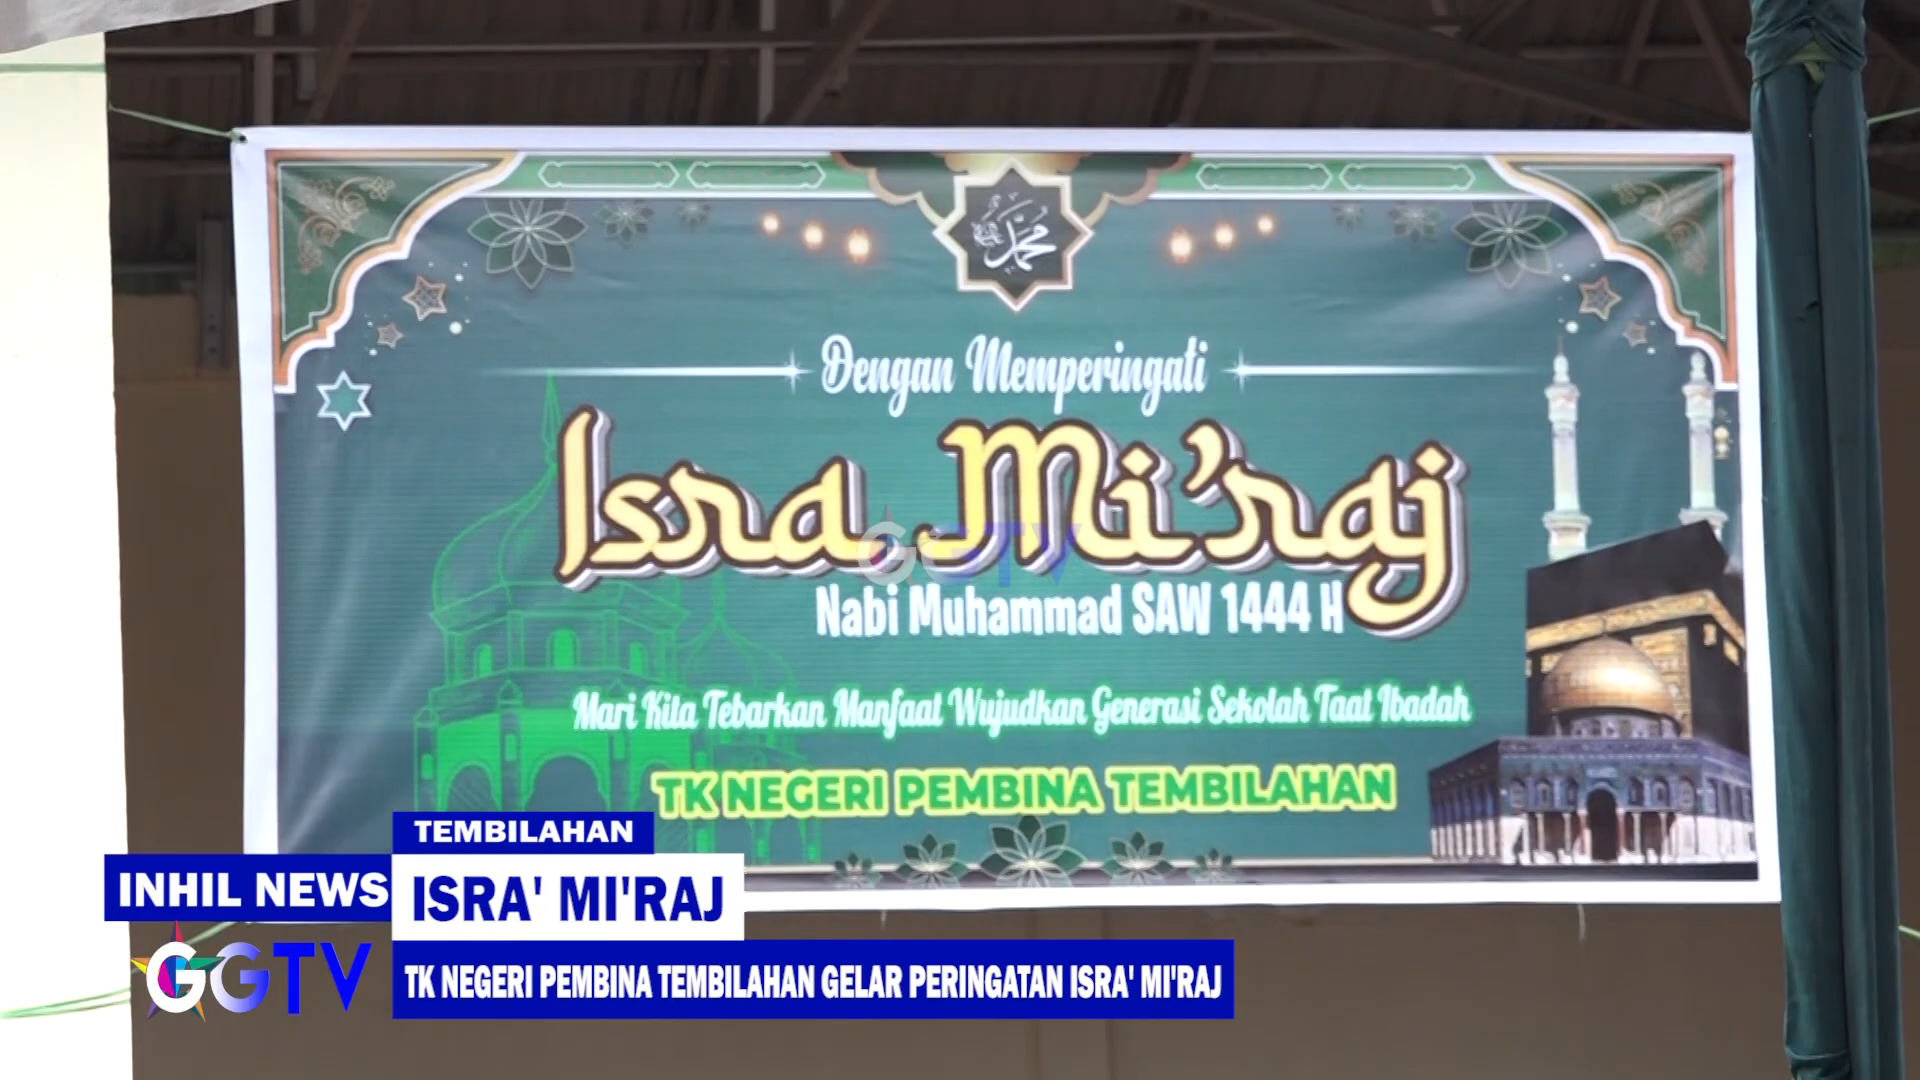 محمد
Dengan Memperingati
Isra Mi'raj
GGTV
Nabi Muhammad SAW 1444 H
Mari Kita Tebarkan Manfaat Wujudkan Generasi Sekolah Taat Ibadah
TK NEGERI PEMBINA TEMBILAHAN
TEMBILAHAN
INHIL NEWS
ISRA' MI'RAJ
GGTV
TK NEGERI PEMBINA TEMBILAHAN GELAR PERINGATAN ISRA' MI'RAJ